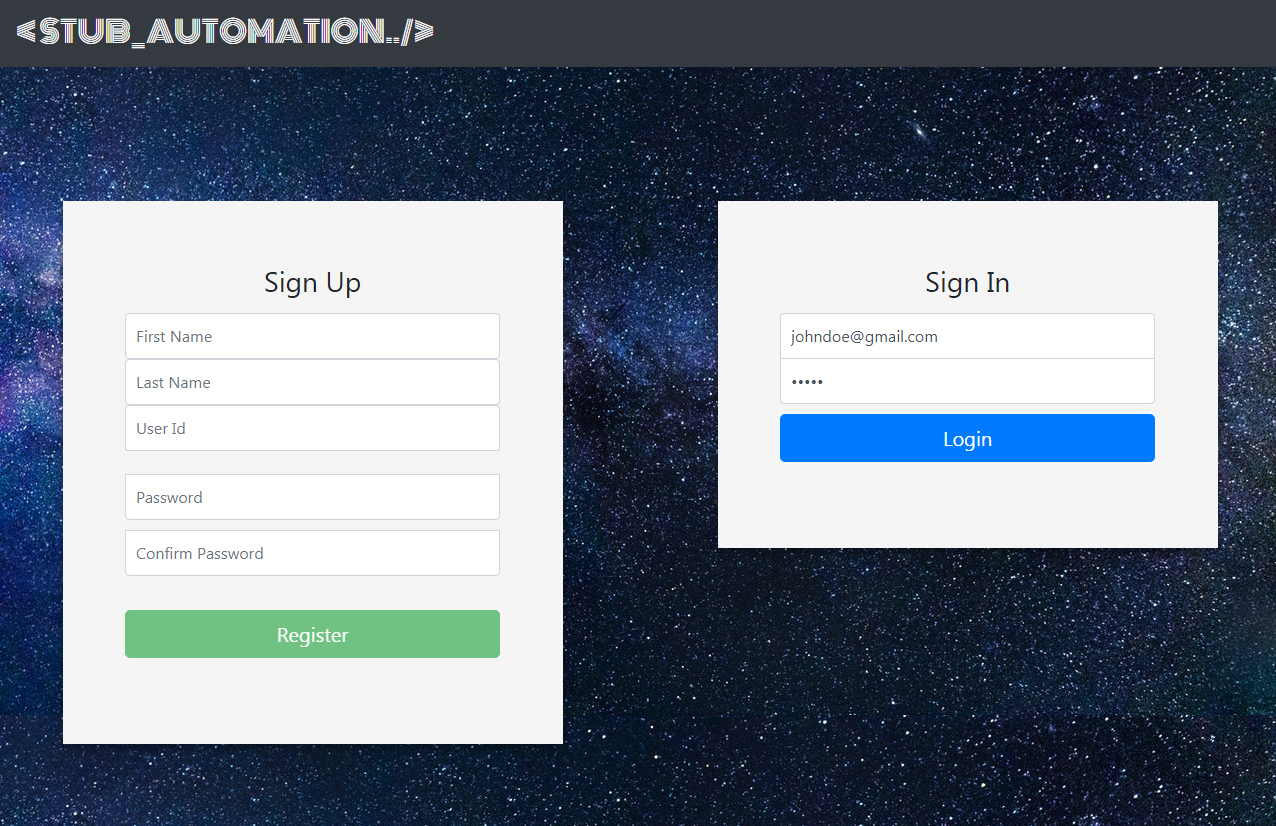 <STUB_AUTOMATION../>
Sign Up
First Name
Last Name
User Id
Password
Confirm Password
Register
Sign In
johndoe@gmail.com
•••••
Login